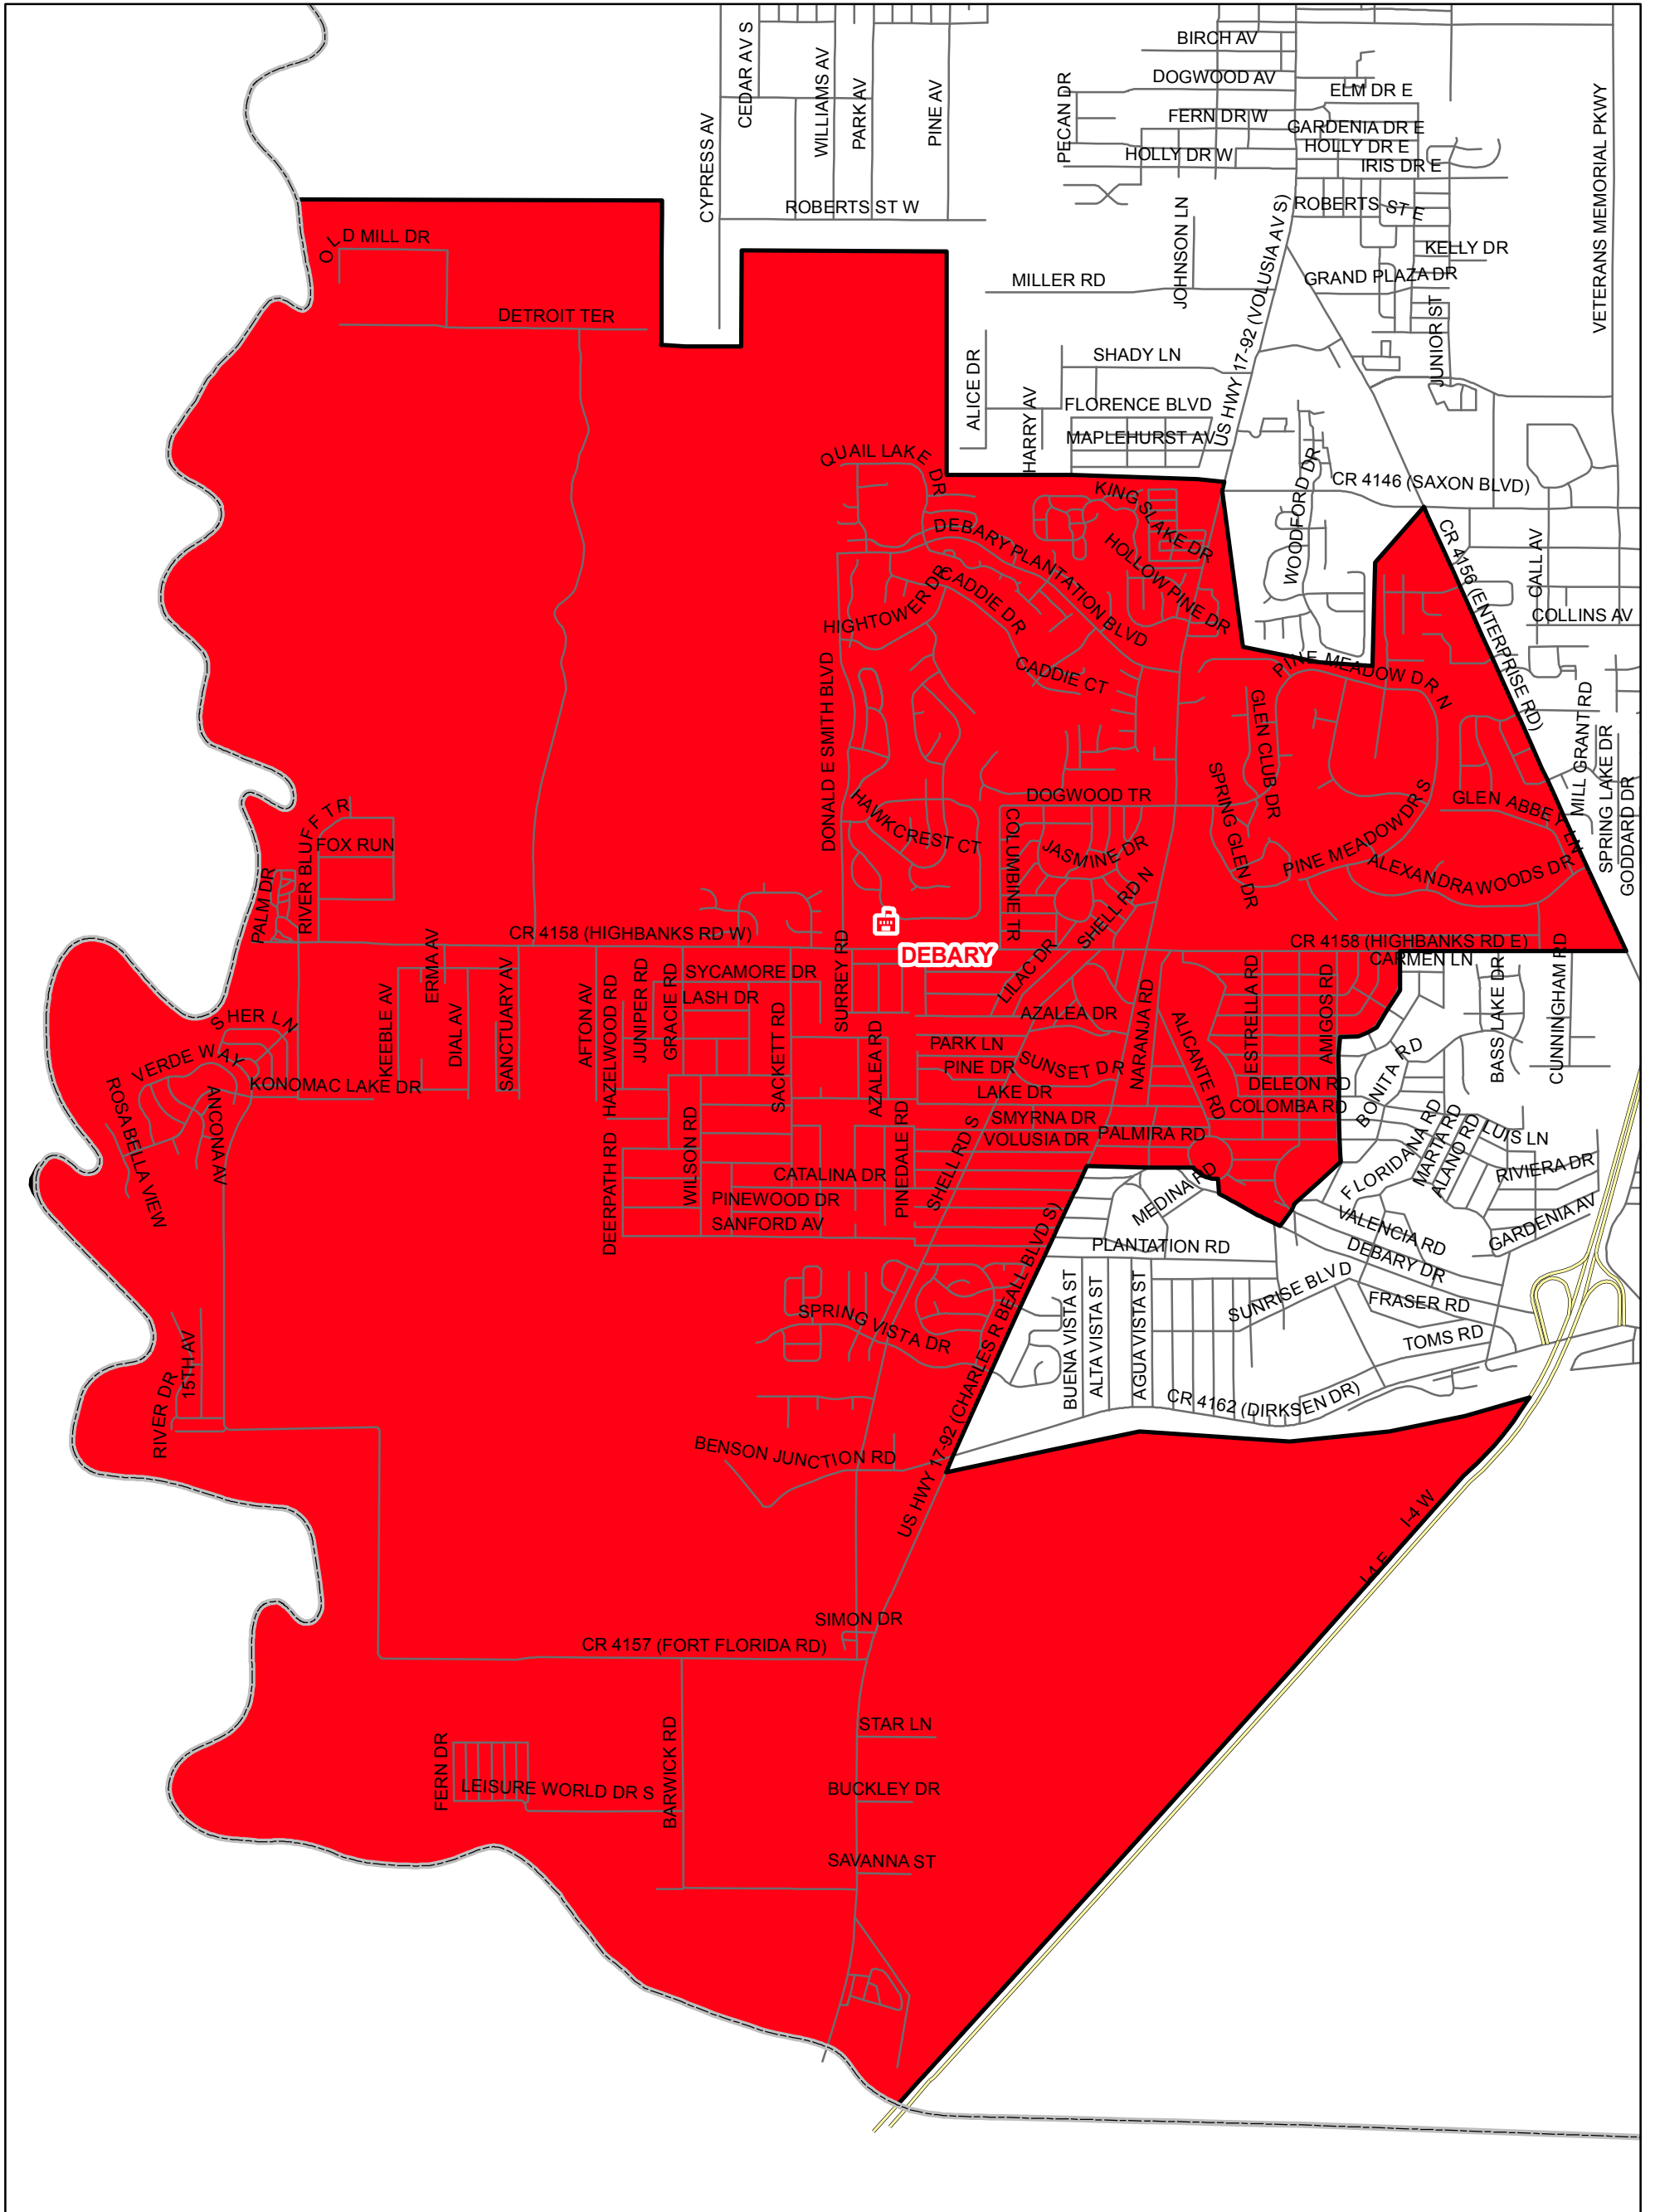 BIRCH AV
CEDAR AV S
WILLIAMS AV
PARK AV
PINE AV
PECAN DR
DOGWOOD AV
ELM DR E
VETERANS MEMORIAL PKWY
FERN DR W
GARDENIA DR E
CYPRESS AV
HOLLY DR W
HOLLY DR E
IRIS DR E
ROBERTS ST W
ROBERTS ST E
JOHNSON LN
OLD MILL DR
KELLY DR
MILLER RD
GRAND PLAZA DR
US HWY 17-92 (VOLUSIA AV S)
DETROIT TER
JUNIOR ST
SHADY LN
ALICE DR
HARRY AV
FLORENCE BLVD
MAPLEHURST AV
QUAIL LAKE DR
WOODFORD DR
CR 4146 (SAXON BLVD)
KINGSLAKE DR
DEBARY PLANTATION BLVD
HOLLOW PINE DR
CR 4156 (ENTERPRISE RD)
CALL AV
CADDIE DR
HIGHTOWER DR
COLLINS AV
CADDIE CT
PINE MEADOW DR N
DONALD E SMITH BLVD
GLEN CLUB DR
MILL GRANT RD
SPRING LAKE DR
GODDARD DR
SPRING GLEN DR
DOGWOOD TR
GLEN ABBEY LN
RIVER BLUFF TR
HAWKCREST CT
COLUMBINE TR
JASMINE DR
PINE MEADOW DR S
FOX RUN
ALEXANDRA WOODS DR
PALM DR
SHELL RD N
CR 4158 (HIGHBANKS RD W)
DEBARY
CR 4158 (HIGHBANKS RD E)
CARMEN LN
ERMA AV
SURREY RD
LILAC DR
SYCAMORE DR
LASH DR
KEEBLE AV
DIAL AV
SANCTUARY AV
AFTON AV
HAZELWOOD RD
JUNIPER RD
GRACIE RD
SACKETT RD
AZALEA DR
NARANJA RD
ALICANTE RD
ESTRELLA RD
AMIGOS RD
BASS LAKE DR
CUNNINGHAM RD
SHER LN
VERDE WAY
PARK LN
BONITA RD
KONOMAC LAKE DR
PINE DR
SUNSET DR
AZALEA RD
LAKE DR
DELEON RD
COLOMBA RD
ROSABELLA VIEW
ANCONA AV
SMYRNA DR
VOLUSIA DR
PALMIRA RD
FLORIDANA RD
MARTA RD
ALANO RD
LUIS LN
DEERPATH RD
WILSON RD
CATALINA DR
PINEDALE RD
SHELL RD S
MEDINA RD
RIVIERA DR
PINEWOOD DR
SANFORD AV
VALENCIA RD
GARDENIA AV
PLANTATION RD
DEBARY DR
US HWY 17-92 (CHARLES R BEALL BLVD S)
BUENA VISTA ST
ALTA VISTA ST
AGUA VISTA ST
SUNRISE BLVD
FRASER RD
SPRING VISTA DR
TOMS RD
15TH AV
RIVER DR
CR 4162 (DIRKSEN DR)
BENSON JUNCTION RD
I-4 W
I-4 E
SIMON DR
CR 4157 (FORT FLORIDA RD)
STAR LN
FERN DR
LEISURE WORLD DR S
BARWICK RD
BUCKLEY DR
SAVANNA ST